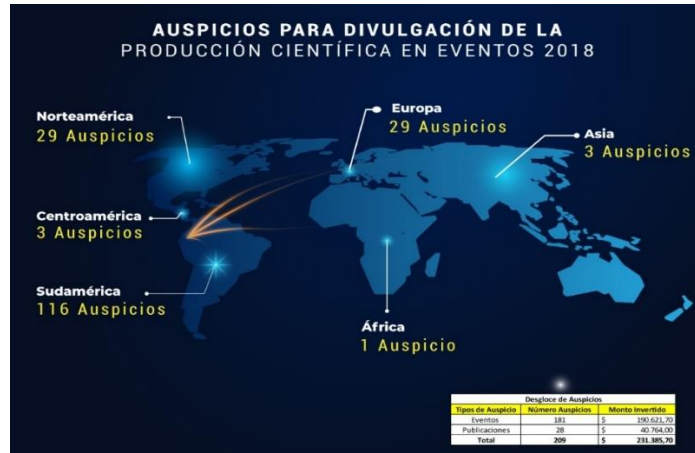 AUSPICIOS PARA DIVULGACIÓN DE LA
PRODUCCIÓN CIENTÍFICA EN EVENTOS 2018
Norteamérica
29 Auspicios
Europa
29 Auspicios
Asia
3 Auspicios
Centroamérica
3 Auspicios
Sudamérica
116 Auspicios
África
1 Auspicio
Desgloce de Auspicios
Tipos de Auspicio Número Auspicios Monto Invertido
Eventos 181 $ 190.621,70
Publicaciones 28 $ 40.764,00
Total 209 $ 231.385,70